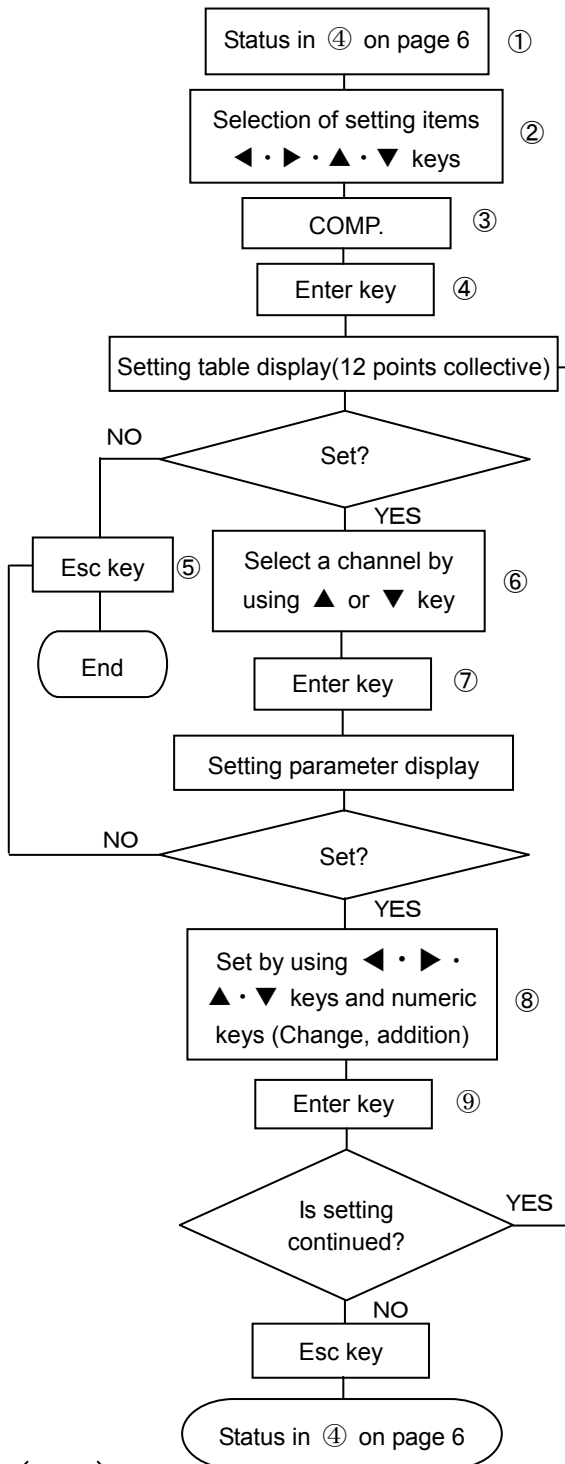 Status in ④ on page 6 ①
Selection of setting items
◀・▶・▲・▼ keys ②
COMP. ③
Enter key ④
Setting table display(12 points collective)
NO
Set?
YES
Esc key ⑤
Select a channel by
using ▲ or ▼ key ⑥
End
Enter key ⑦
Setting parameter display
NO
Set?
YES
Set by using ◀・▶・
▲・▼ keys and numeric
keys (Change, addition) ⑧
Enter key ⑨
Is setting
continued?
YES
NO
Esc key
Status in ④ on page 6